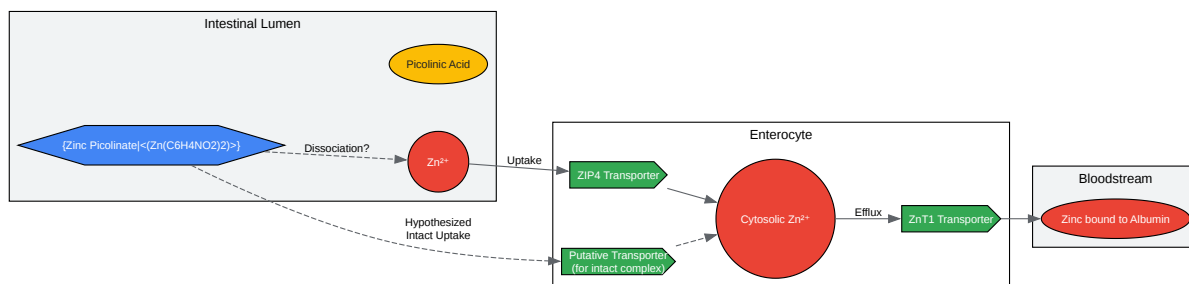 Intestinal Lumen
Picolinic Acid
{Zinc Picolinate|<(Zn(C6H4NO2)2)>}
Dissociation?
Zn²⁺
Uptake
Hypothesized
Intact Uptake
Enterocyte
ZIP4 Transporter
Putative Transporter
(for intact complex)
Cytosolic Zn²⁺
Efflux
ZnT1 Transporter
Bloodstream
Zinc bound to Albumin